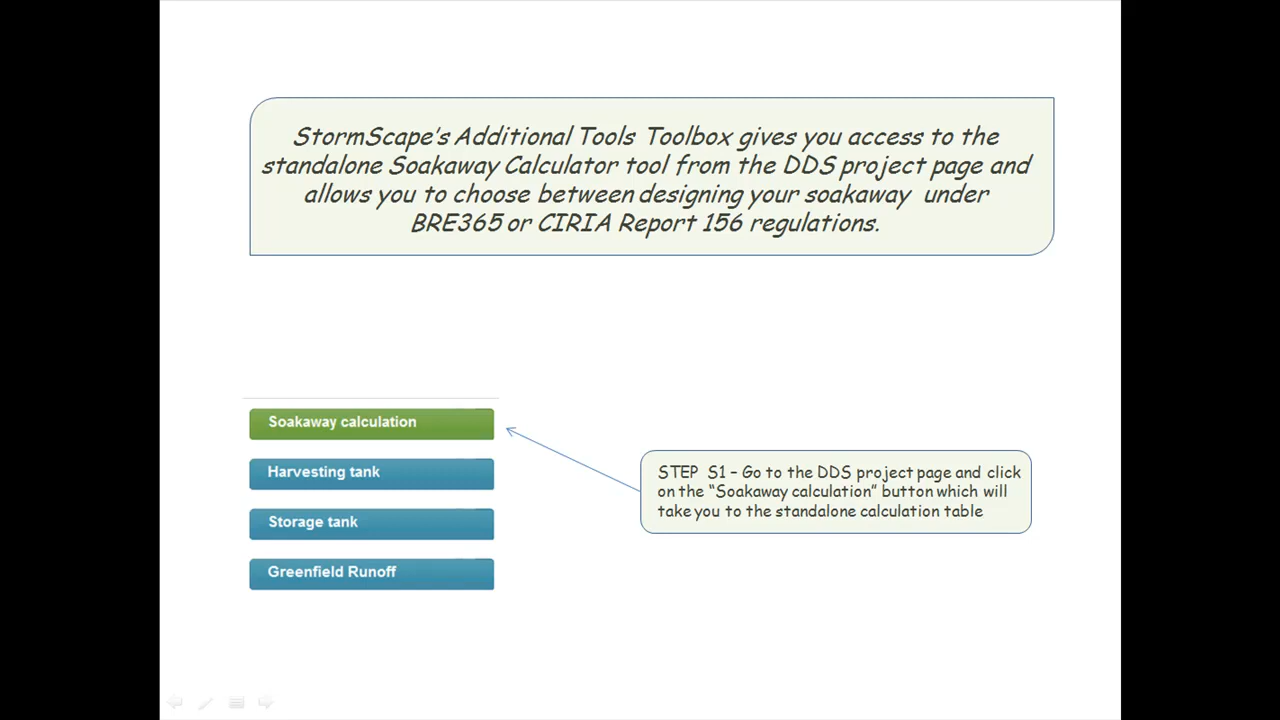 StormScape's Additional Tools Toolbox gives you access to the
standalone Soakaway Calculator tool from the DDS project page and
allows you to choose between designing your soakaway under
BRE365 or CIRIA Report 156 regulations.
Soakaway calculation
Harvesting tank
Storage tank
Greenfield Runoff
STEP S1 – Go to the DDS project page and click
on the “Soakaway calculation” button which will
take you to the standalone calculation table